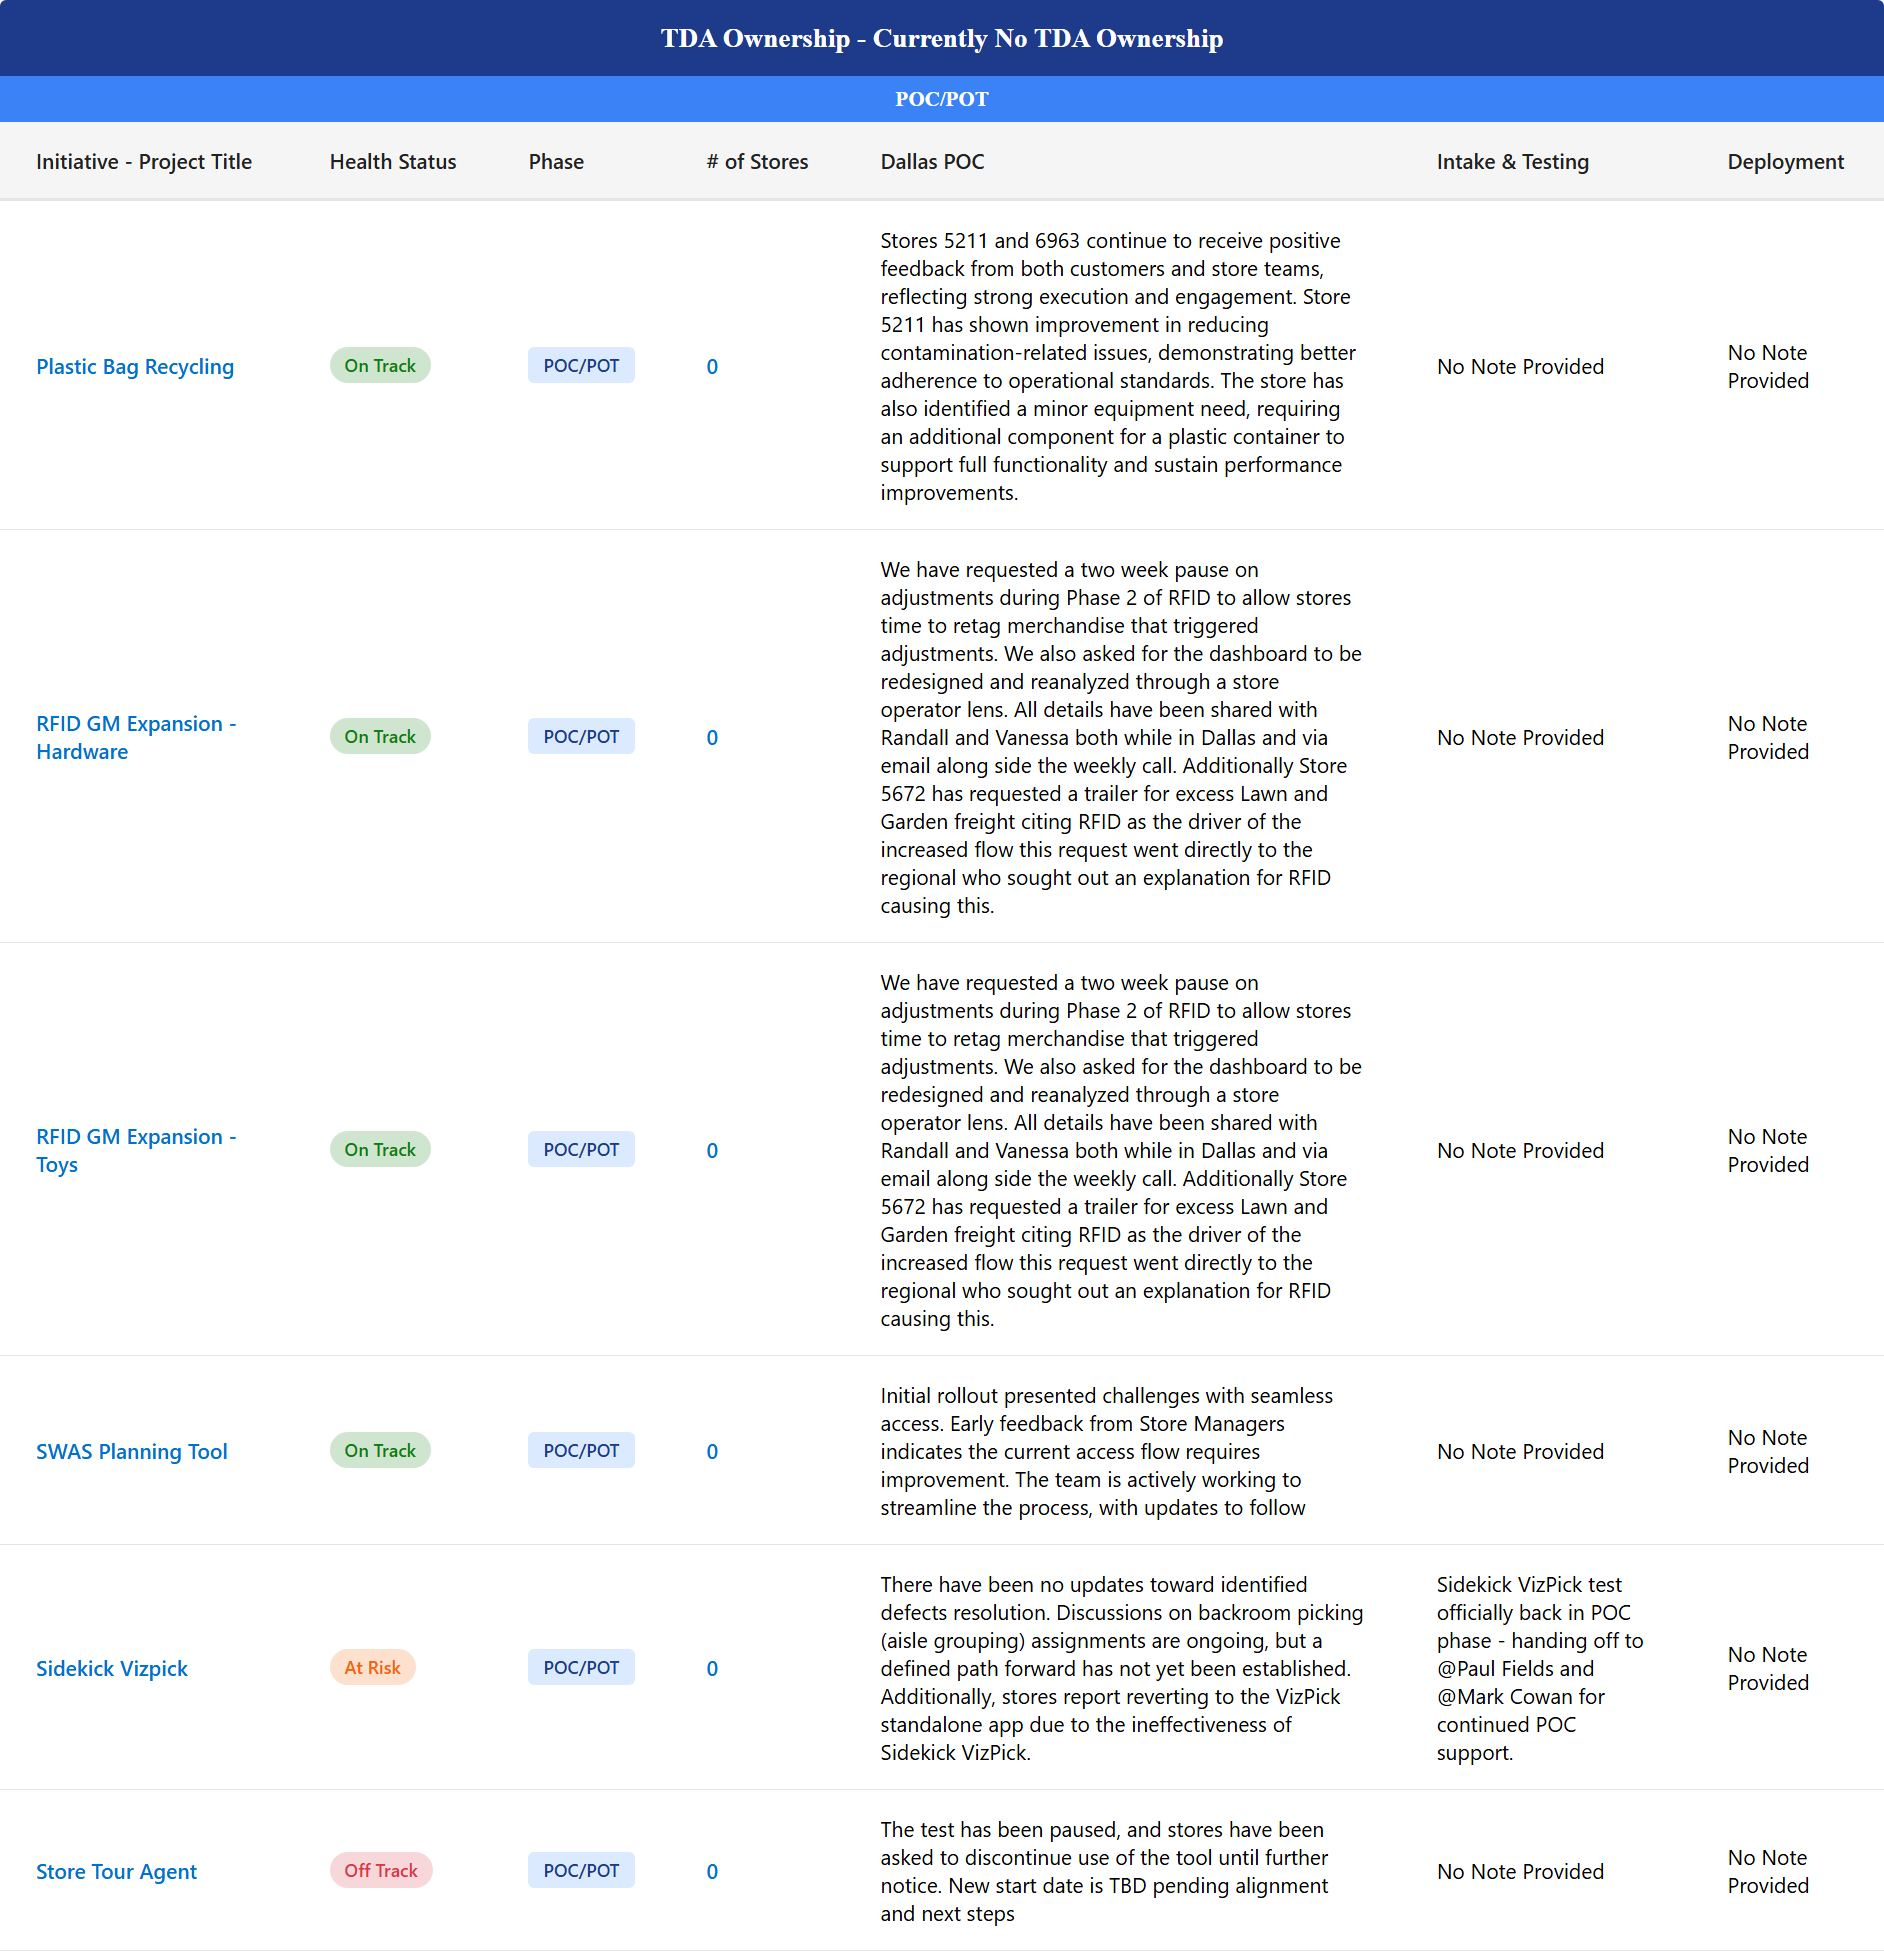 TDA Ownership - Currently No TDA Ownership
POC/POT
Initiative - Project Title
Health Status
Phase
# of Stores
Dallas POC
Intake & Testing
Deployment
Plastic Bag Recycling
On Track
POC/POT
0
Stores 5211 and 6963 continue to receive positive
feedback from both customers and store teams,
reflecting strong execution and engagement. Store
5211 has shown improvement in reducing
contamination-related issues, demonstrating better
adherence to operational standards. The store has
also identified a minor equipment need, requiring
an additional component for a plastic container to
support full functionality and sustain performance
improvements.
No Note Provided
No Note
Provided
RFID GM Expansion -
Hardware
On Track
POC/POT
0
We have requested a two week pause on
adjustments during Phase 2 of RFID to allow stores
time to retag merchandise that triggered
adjustments. We also asked for the dashboard to be
redesigned and reanalyzed through a store
operator lens. All details have been shared with
Randall and Vanessa both while in Dallas and via
email along side the weekly call. Additionally Store
5672 has requested a trailer for excess Lawn and
Garden freight citing RFID as the driver of the
increased flow this request went directly to the
regional who sought out an explanation for RFID
causing this.
No Note Provided
No Note
Provided
RFID GM Expansion -
Toys
On Track
POC/POT
0
We have requested a two week pause on
adjustments during Phase 2 of RFID to allow stores
time to retag merchandise that triggered
adjustments. We also asked for the dashboard to be
redesigned and reanalyzed through a store
operator lens. All details have been shared with
Randall and Vanessa both while in Dallas and via
email along side the weekly call. Additionally Store
5672 has requested a trailer for excess Lawn and
Garden freight citing RFID as the driver of the
increased flow this request went directly to the
regional who sought out an explanation for RFID
causing this.
No Note Provided
No Note
Provided
SWAS Planning Tool
On Track
POC/POT
0
Initial rollout presented challenges with seamless
access. Early feedback from Store Managers
indicates the current access flow requires
improvement. The team is actively working to
streamline the process, with updates to follow
No Note Provided
No Note
Provided
Sidekick Vizpick
At Risk
POC/POT
0
There have been no updates toward identified
defects resolution. Discussions on backroom picking
(aisle grouping) assignments are ongoing, but a
defined path forward has not yet been established.
Additionally, stores report reverting to the VizPick
standalone app due to the ineffectiveness of
Sidekick VizPick.
Sidekick VizPick test
officially back in POC
phase - handing off to
@Paul Fields and
@Mark Cowan for
continued POC
support.
No Note
Provided
Store Tour Agent
Off Track
POC/POT
0
The test has been paused, and stores have been
asked to discontinue use of the tool until further
notice. New start date is TBD pending alignment
and next steps
No Note Provided
No Note
Provided